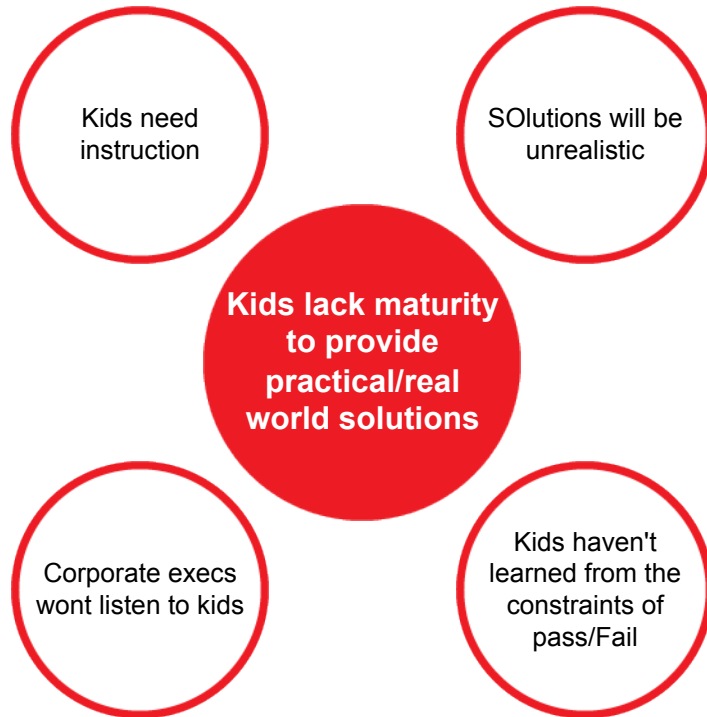 Kids need
instruction
SOlutions will be
unrealistic
Kids lack maturity
to provide
practical/real
world solutions
Corporate execs
wont listen to kids
Kids haven't
learned from the
constraints of
pass/Fail